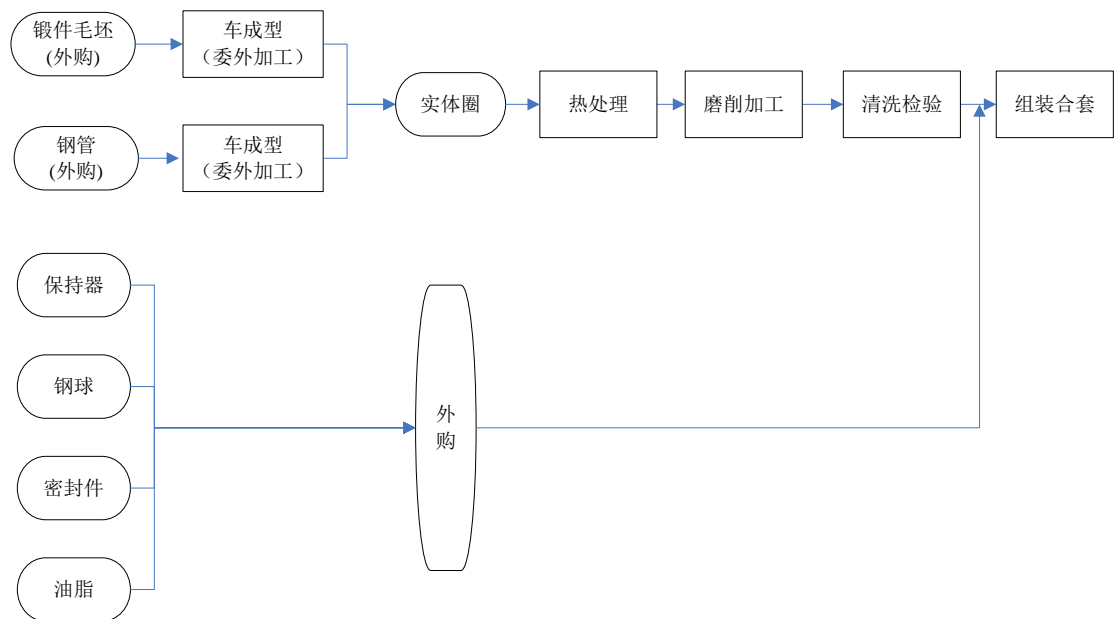 锻件毛坯
(外购)
车成型
（委外加工）
实体圈
热处理
磨削加工
清洗检验
组装合套
钢管
(外购)
车成型
（委外加工）
保持器
钢球
密封件
油脂
外
购